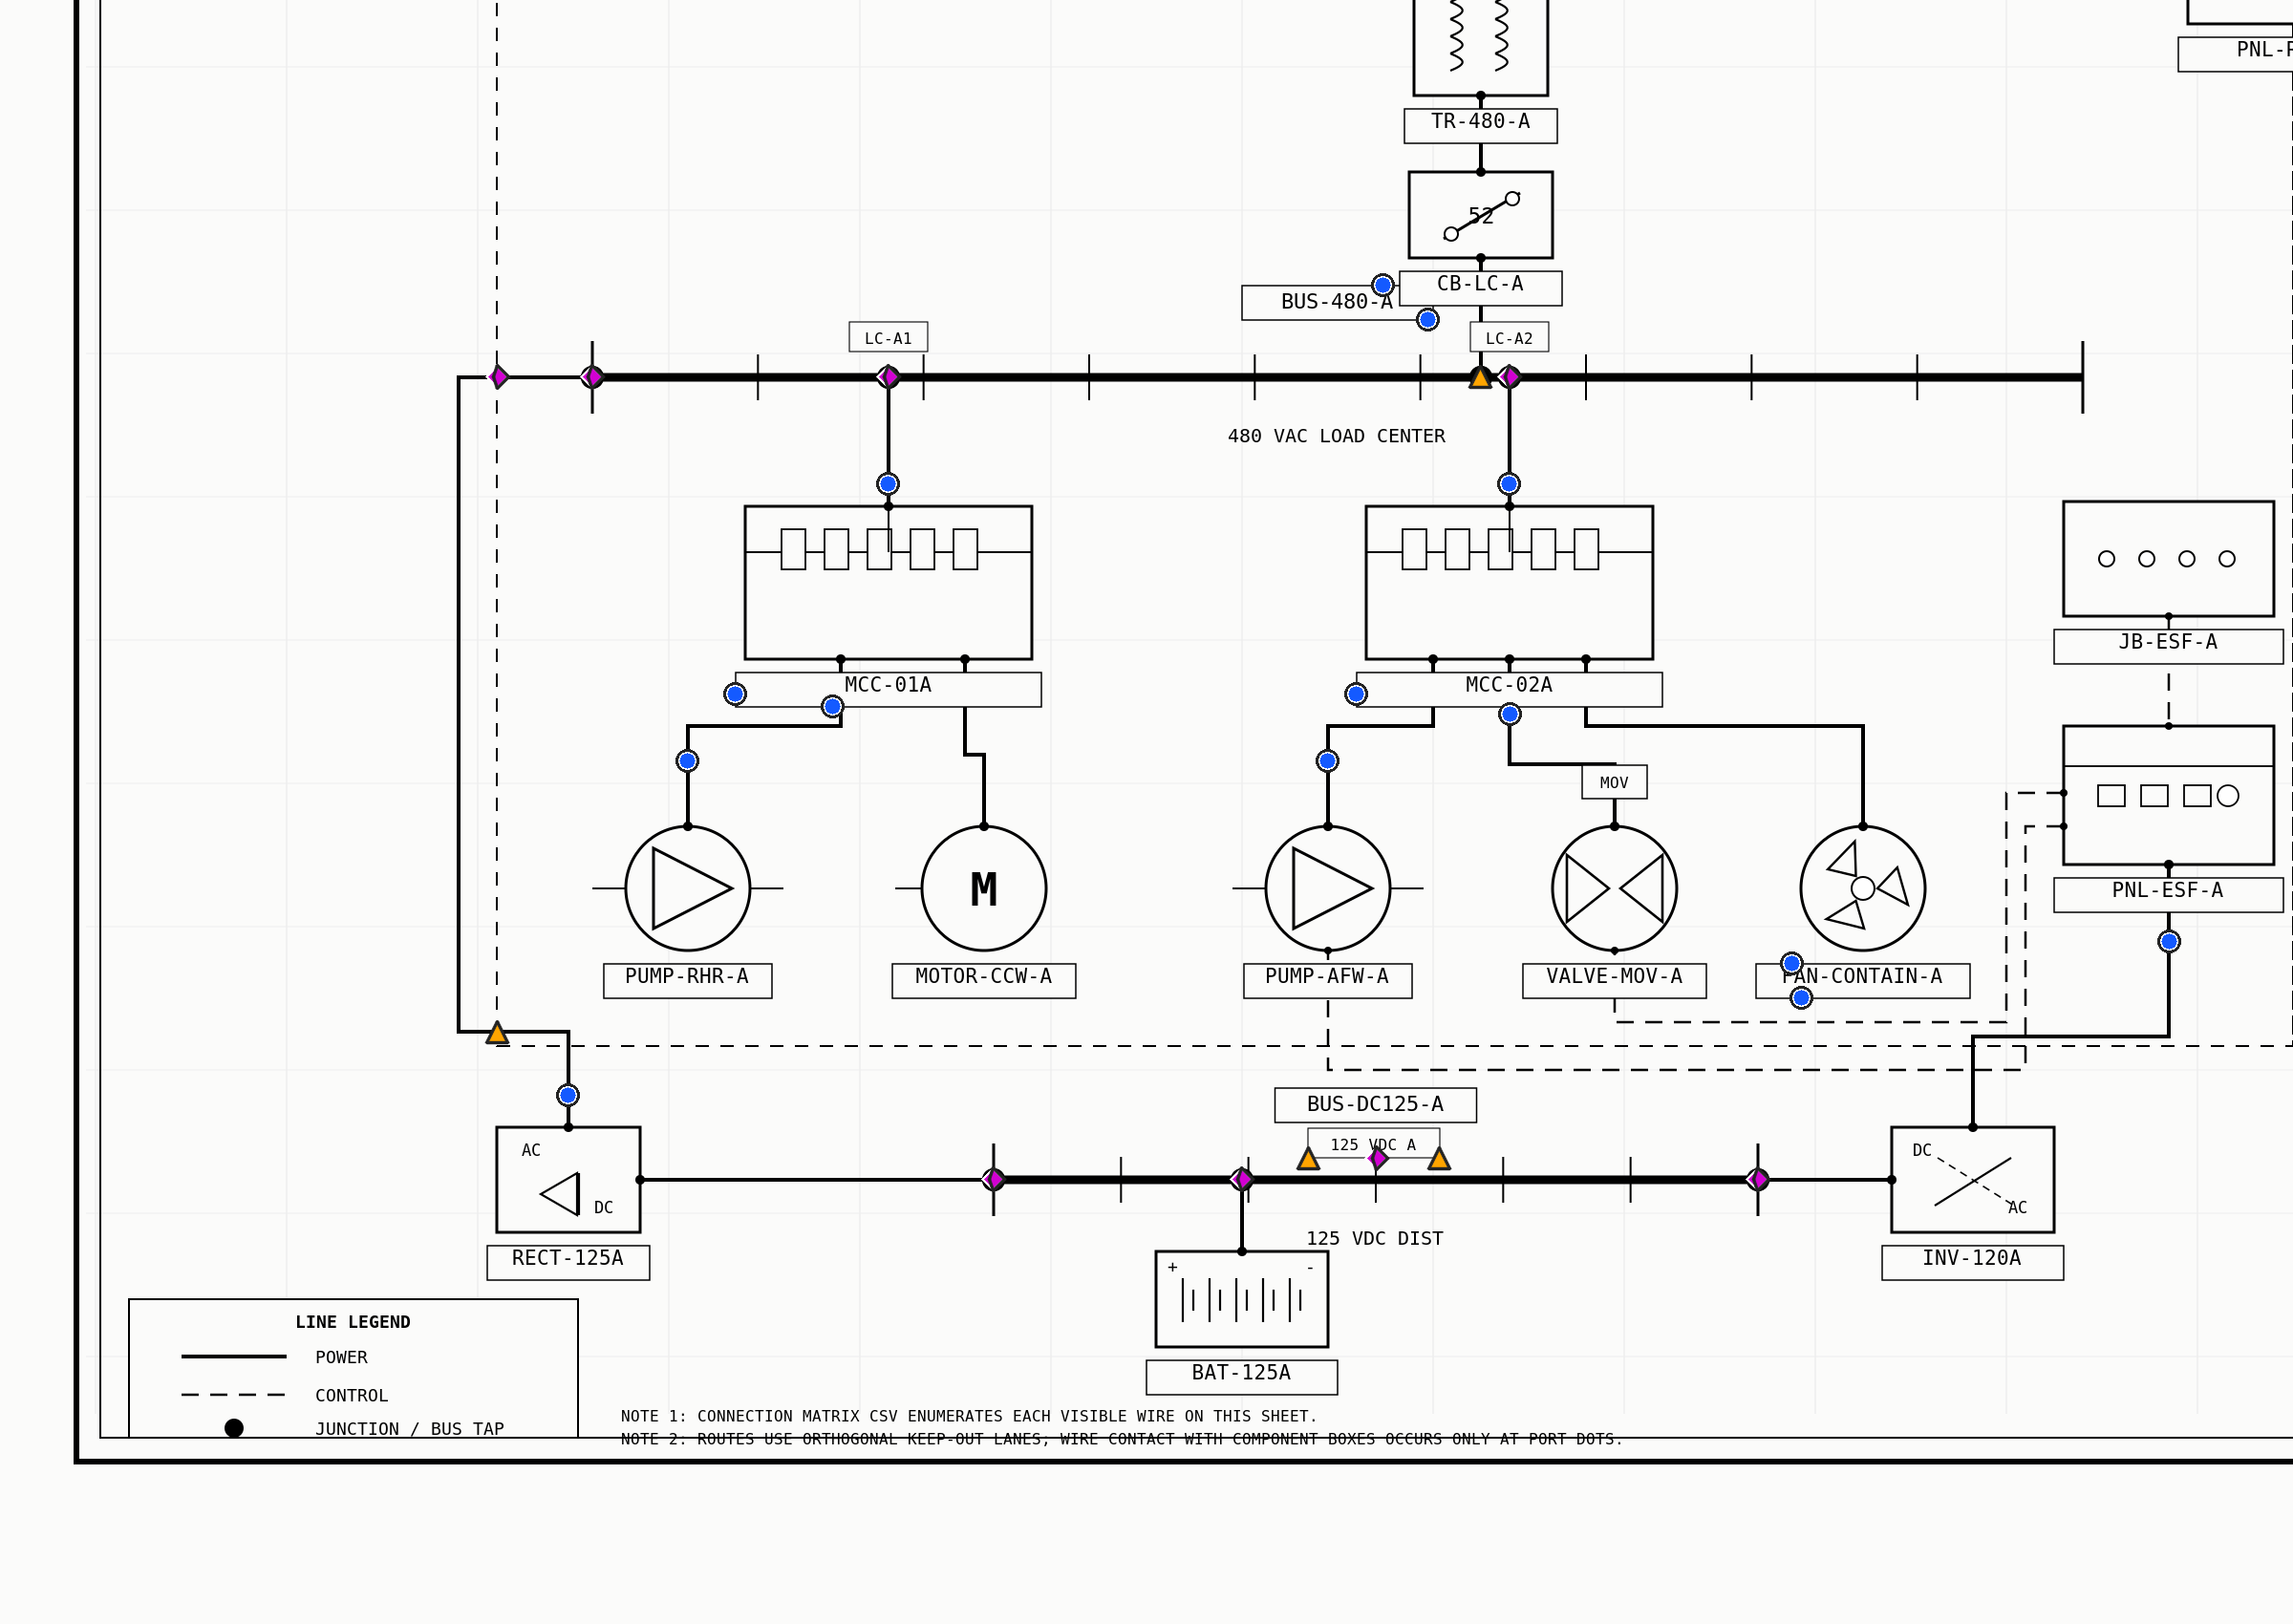 PNL-
TR-480-A
52
CB-LC-A
BUS-480-A
LC-A1
LC-A2
480 VAC LOAD CENTER
JB-ESF-A
MCC-01A
MCC-02A
MOV
M
PNL-ESF-A
PUMP-RHR-A
MOTOR-CCW-A
PUMP-AFW-A
VALVE-MOV-A
FAN-CONTAIN-A
BUS-DC125-A
125 VDC A
AC
DC
DC
AC
125 VDC DIST
RECT-125A
INV-120A
+ -
BAT-125A
LINE LEGEND
POWER
CONTROL
JUNCTION / BUS TAP
NOTE 1: CONNECTION MATRIX CSV ENUMERATES EACH VISIBLE WIRE ON THIS SHEET.
NOTE 2: ROUTES USE ORTHOGONAL KEEP-OUT LANES; WIRE CONTACT WITH COMPONENT BOXES OCCURS ONLY AT PORT DOTS.